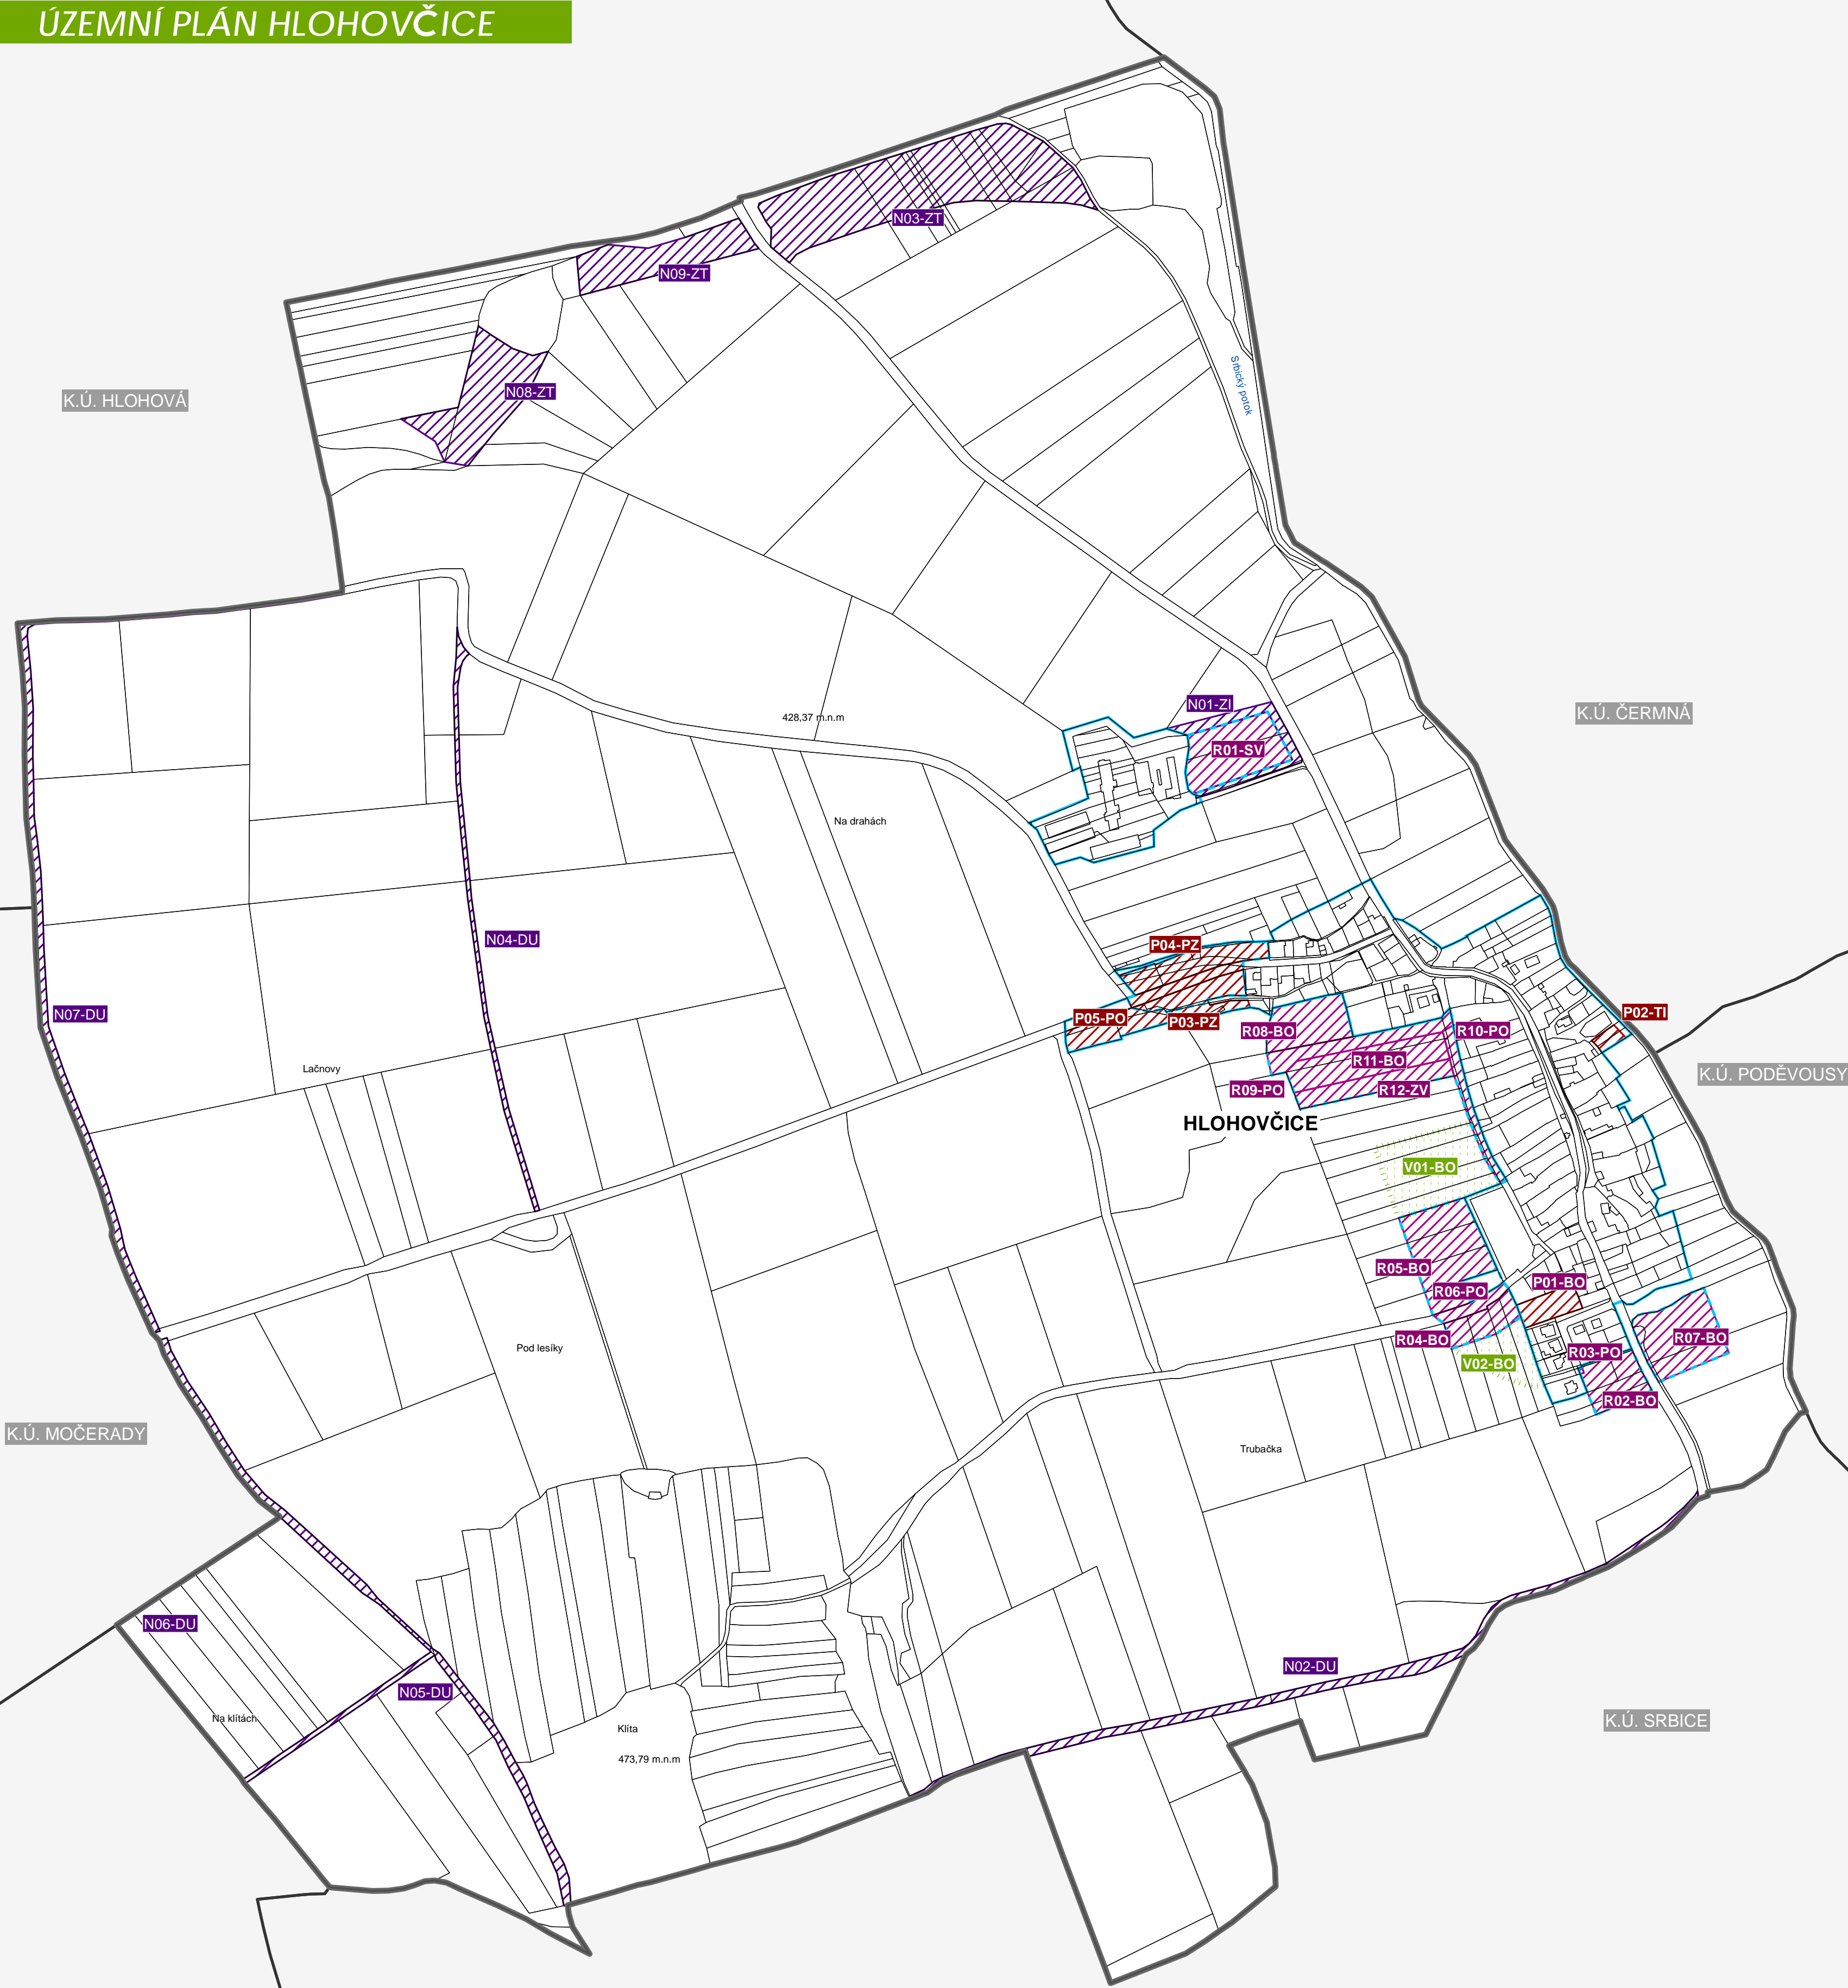 ÚZEMNÍ PLÁN HLOHOVČICE
N03-ZT
N09-ZT
Srbický potok
N08-ZT
K.Ú. HLOHOVÁ
N01-ZI
K.Ú. ČERMNÁ
428,37 m.n.m
R01-SV
Na drahách
N04-DU
P04-PZ
N07-DU
P05-PO
P03-PZ
P02-TI
R08-BO
R10-PO
R11-BO
Lačnovy
K.Ú. PODĚVOUSY
R09-PO
R12-ZV
HLOHOVČICE
V01-BO
R05-BO
P01-BO
R06-PO
R04-BO
R07-BO
Pod lesíky
R03-PO
V02-BO
R02-BO
K.Ú. MOČERADY
Trubačka
N06-DU
N02-DU
N05-DU
Na klitách
K.Ú. SRBICE
Klíta
473,79 m.n.m